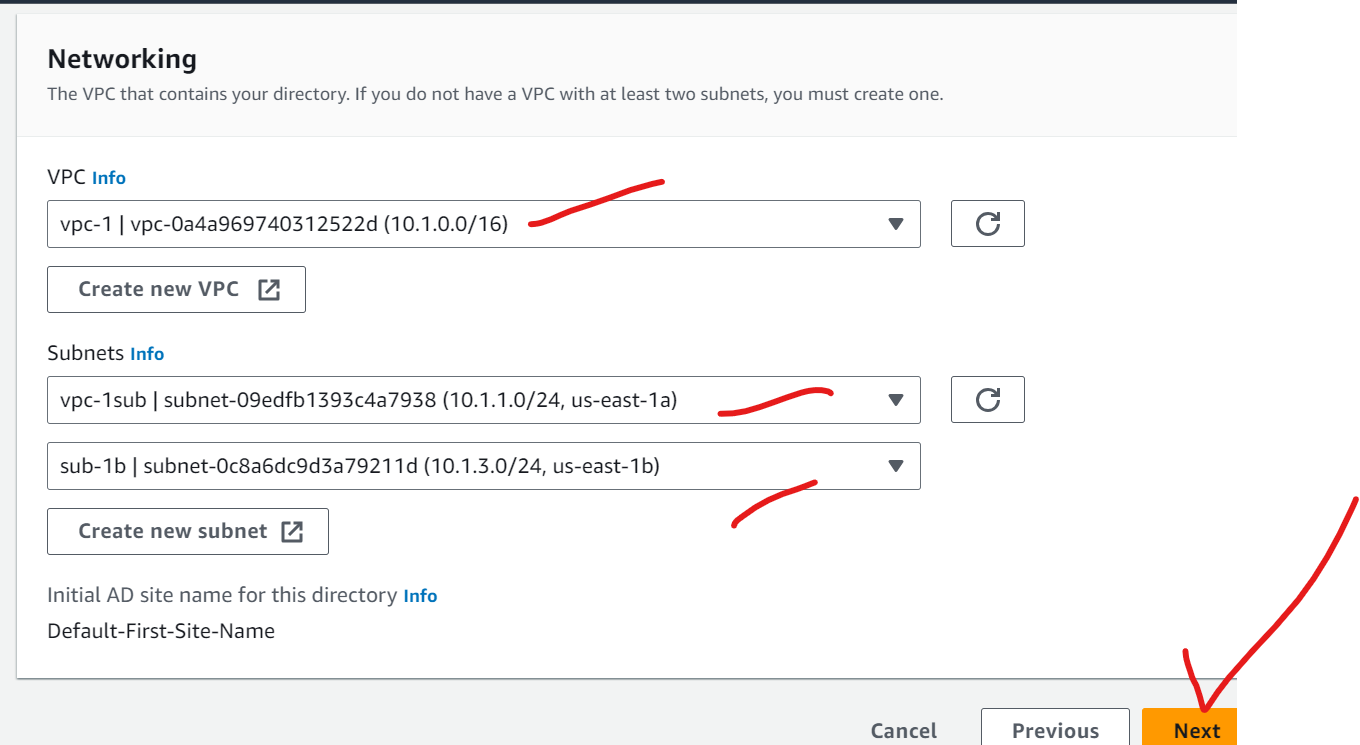 Networking
The VPC that contains your directory. If you do not have a VPC with at least two subnets, you must create one.
VPC Info
vpc-1 | vpc-0a4a969740312522d (10.1.0.0/16)
Create new VPC
Subnets Info
vpc-1sub | subnet-09edfb1393c4a7938 (10.1.1.0/24, us-east-1a)
sub-1b | subnet-0c8a6dc9d3a79211d (10.1.3.0/24, us-east-1b)
Create new subnet
Initial AD site name for this directory Info
Default-First-Site-Name
Cancel Previous Next